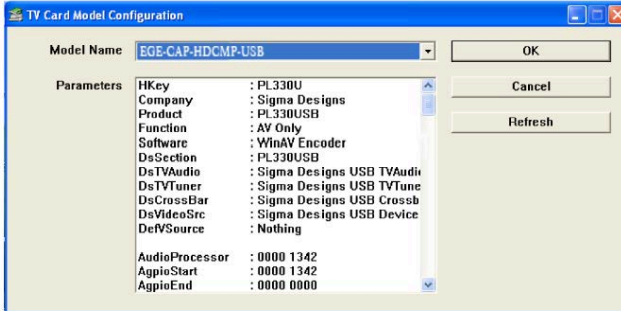 TV Card Model Configuration
Model Name EGE-CAP-HDCMP-USB OK
Parameters HKey : PL330U Cancel
Company : Sigma Designs
Product : PL330USB
Function : AV Only Refresh
Software : WinAV Encoder
DsSection : PL330USB
DsTVAudio : Sigma Designs USB TVAudi
DsTVTuner : Sigma Designs USB TVTune
DsCrossBar : Sigma Designs USB Crossb
DsVideoSrc : Sigma Designs USB Device
DefVSource : Nothing
AudioProcessor : 0000 1342
AgpioStart : 0000 1342
AgpioEnd : 0000 0000